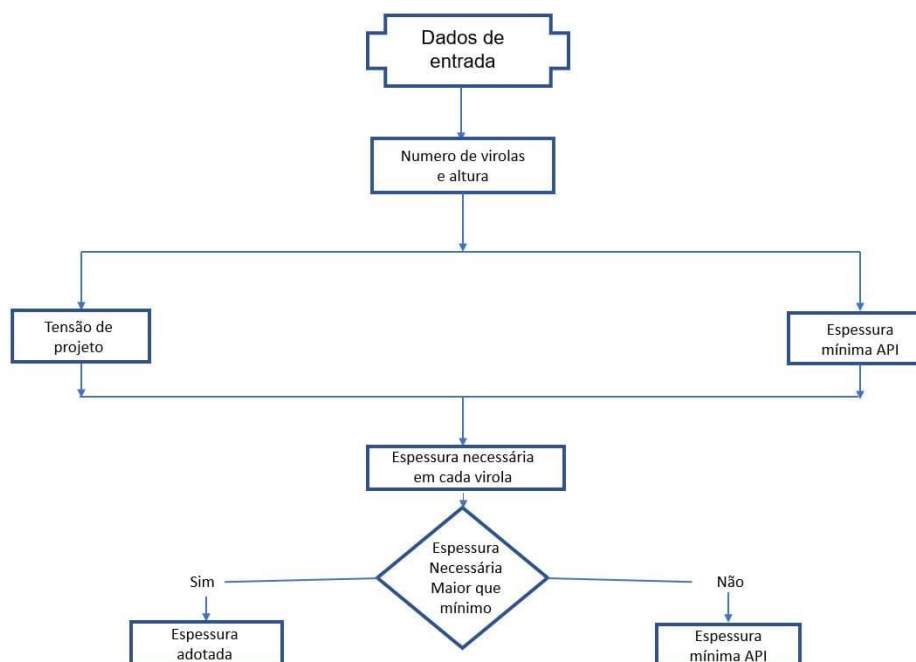 Dados de
entrada
Numero de virolas
e altura
Tensão de
projeto
Espessura
mínima API
Espessura necessária
em cada virola
Espessura
Necessária
Maior que
mínimo
Sim
Não
Espessura
adotada
Espessura
mínima API